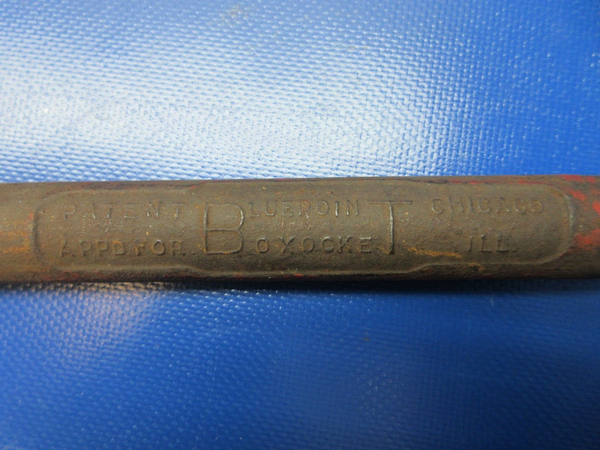 PATENT BLUEPOINT CHICAGO
APPD FOR BOXOCKET ILL.